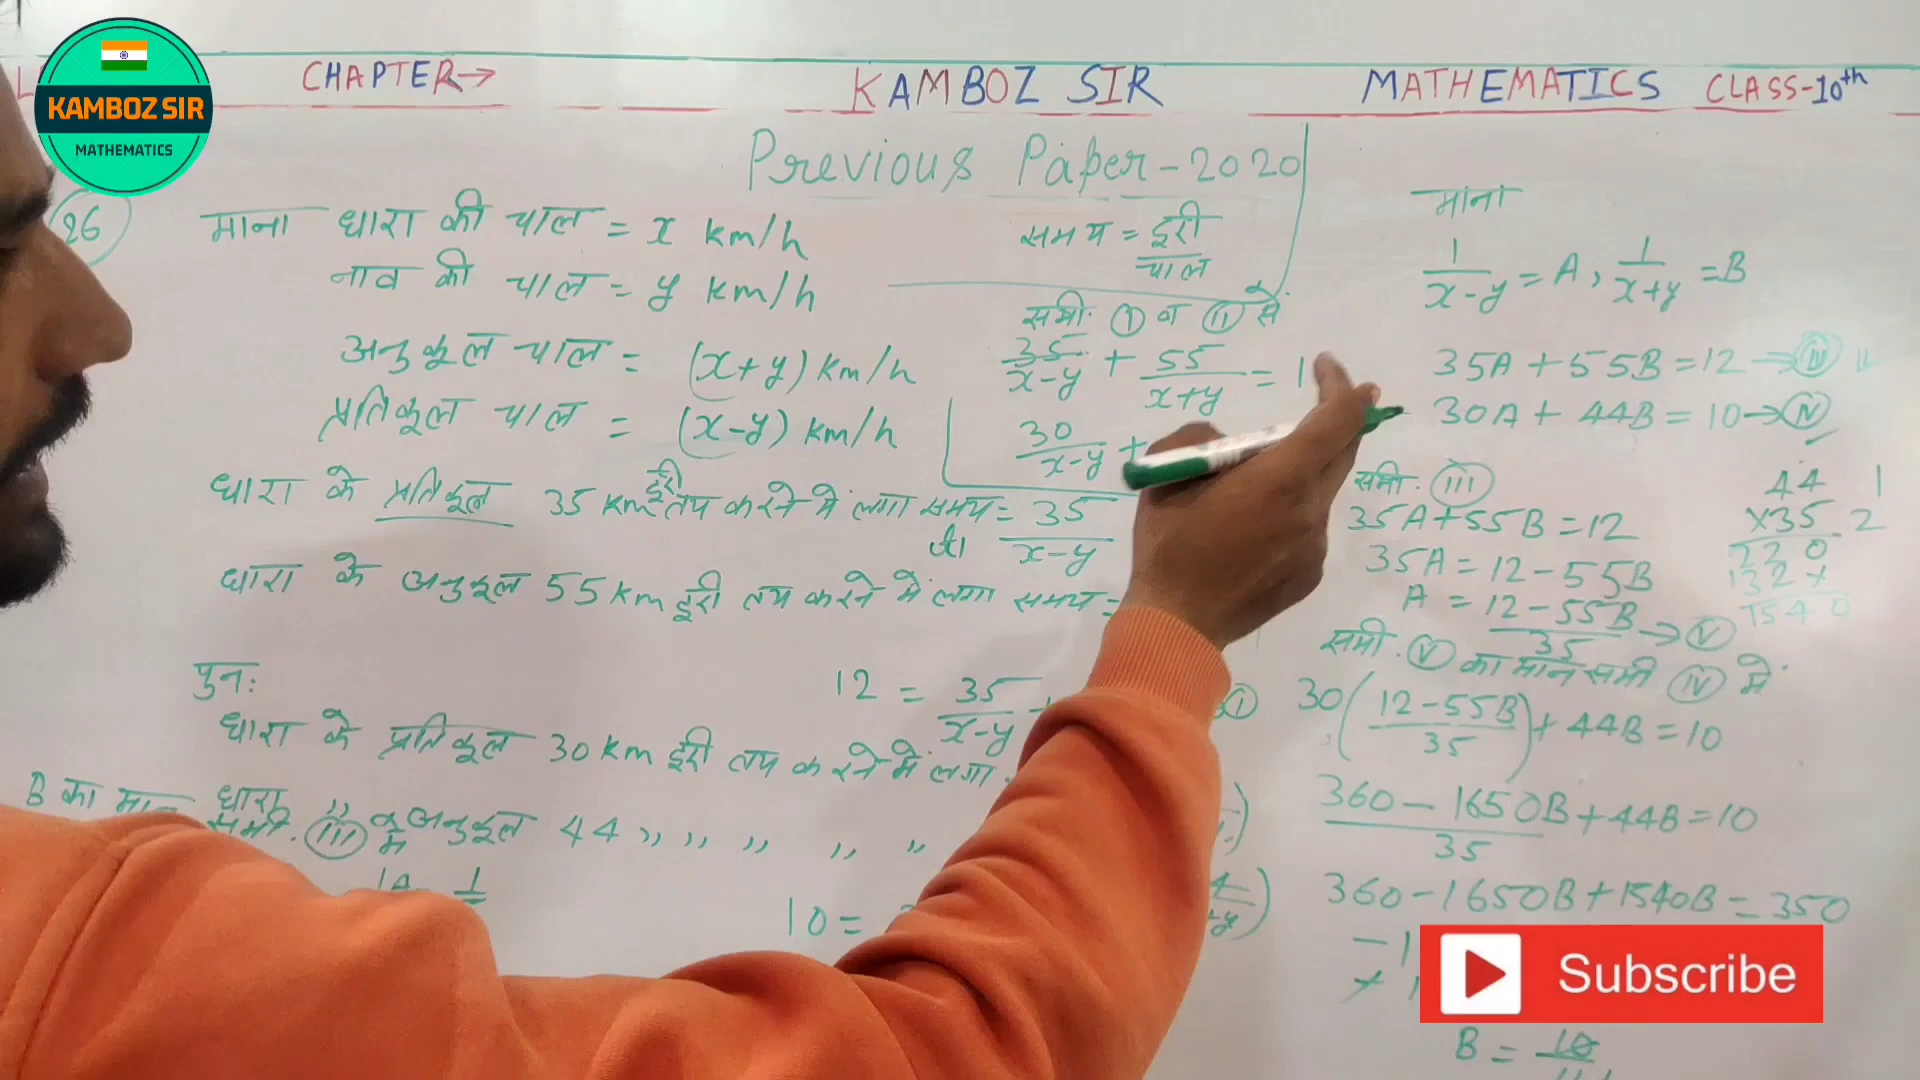 KAMBOZ SIR
MATHEMATICS
CHAPTER→
KAMBOZ SIR
MATHEMATICS CLASS-10th
Previous Paper-2020
26
माना धारा की चाल = x km/h
नाव की चाल = y km/h
अनुकूल चाल = (x+y) km/h
प्रतिकूल चाल = (x-y) km/h
धारा के प्रतिकूल 35 km दूरी तय करने में लगा समय = 35/(x-y)
धारा के अनुकूल 55 km दूरी तय करने में लगा समय =
पुनः
12 = 35/(x-y)
धारा के प्रतिकूल 30 km दूरी तय करने में लगा
धारा ,, के अनुकूल 44 ,, ,, ,, ,, ,,
B का
समी. (III) में
10 =
समय = दूरी/चाल
समी. (I) व (II) से
35/(x-y) + 55/(x+y) = 1
30/(x-y) +
माना
1/(x-y) = A, 1/(x+y) = B
35A + 55B = 12 →
30A + 44B = 10 → (IV)
समी. (III)
35A + 55B = 12
35A = 12 - 55B
A = (12 - 55B)/35 → (V)
44 1
×35 2
220
132×
1540
समी. (V) का मान समी (IV) में
30((12-55B)/35) + 44B = 10
(360 - 1650B)/35 + 44B = 10
360 - 1650B + 1540B = 350
B = 10
Subscribe